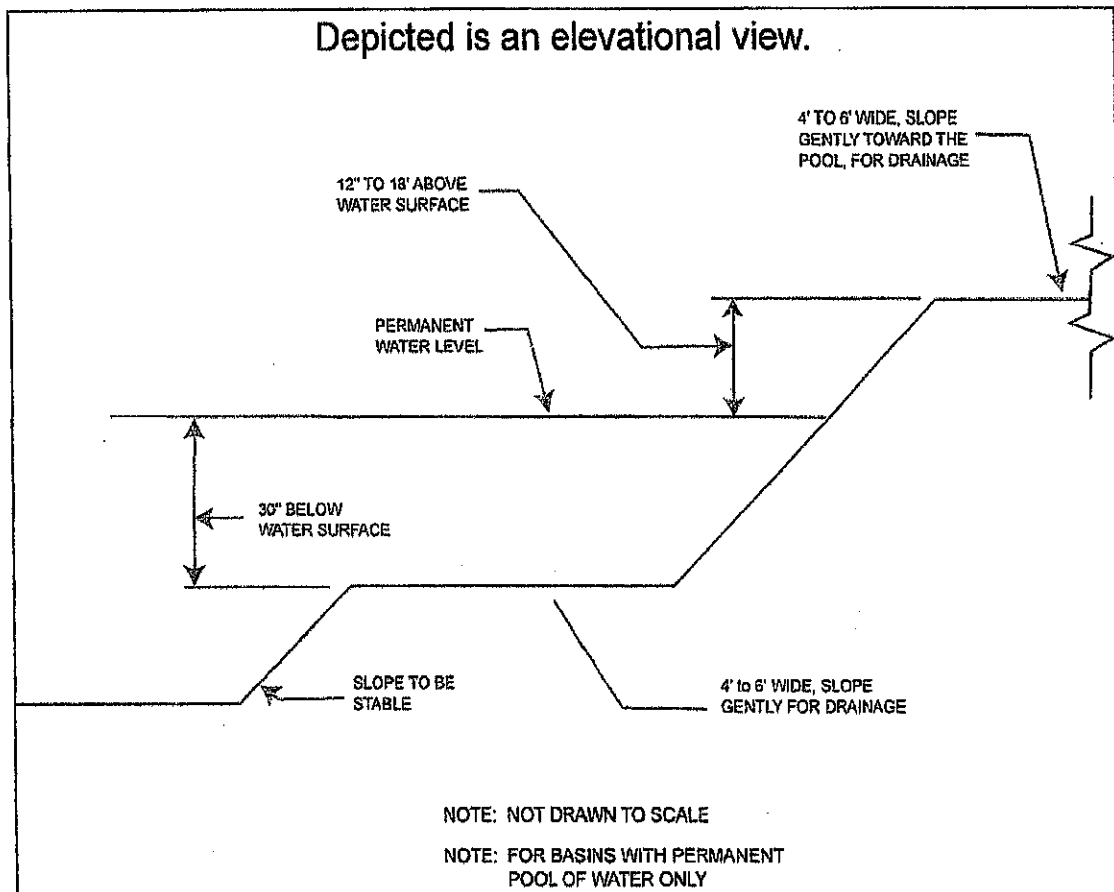 Depicted is an elevational view.
4' TO 6' WIDE, SLOPE
GENTLY TOWARD THE
POOL, FOR DRAINAGE
12" TO 18' ABOVE
WATER SURFACE
PERMANENT
WATER LEVEL
30" BELOW
WATER SURFACE
SLOPE TO BE
STABLE
4' to 6' WIDE, SLOPE
GENTLY FOR DRAINAGE
NOTE: NOT DRAWN TO SCALE
NOTE: FOR BASINS WITH PERMANENT
POOL OF WATER ONLY